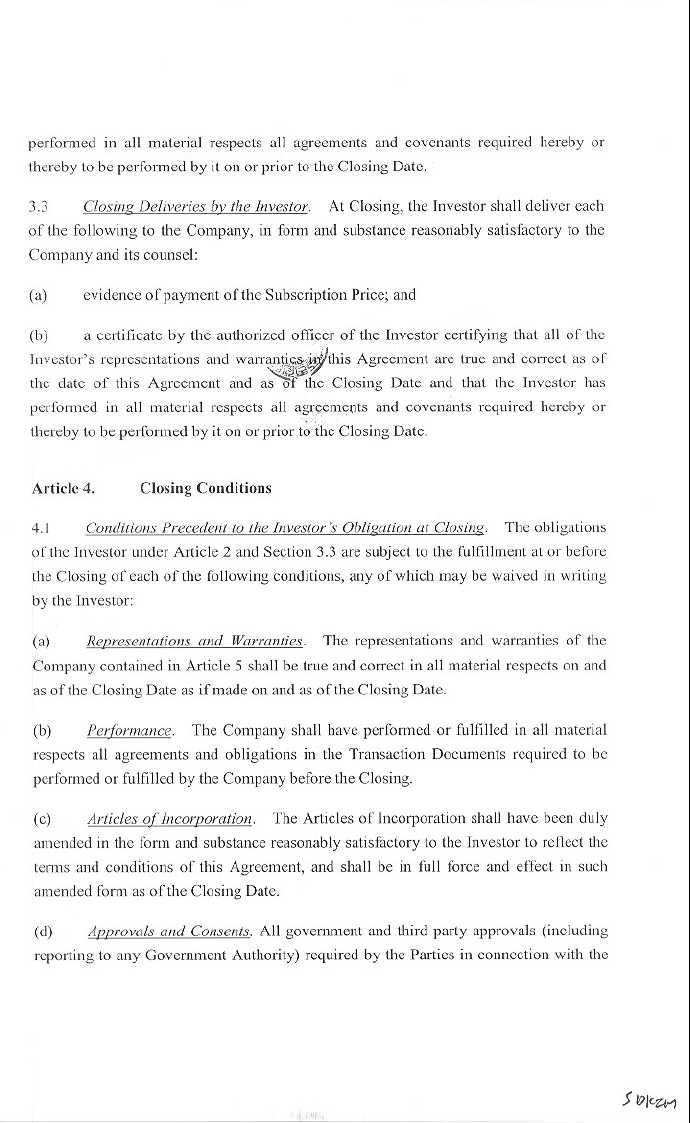 performed in all material respects all agreements and covenants required hereby or
thereby to be performed by it on or prior to the Closing Date.
3.3 Closing Deliveries by the Investor. At Closing, the Investor shall deliver each
of the following to the Company, in form and substance reasonably satisfactory to the
Company and its counsel:
(a) evidence of payment of the Subscription Price; and
(b) a certificate by the authorized officer of the Investor certifying that all of the
Investor's representations and warranties in this Agreement are true and correct as of
the date of this Agreement and as of the Closing Date and that the Investor has
performed in all material respects all agreements and covenants required hereby or
thereby to be performed by it on or prior to the Closing Date.
Article 4. Closing Conditions
4.1 Conditions Precedent to the Investor's Obligation at Closing. The obligations
of the Investor under Article 2 and Section 3.3 are subject to the fulfillment at or before
the Closing of each of the following conditions, any of which may be waived in writing
by the Investor:
(a) Representations and Warranties. The representations and warranties of the
Company contained in Article 5 shall be true and correct in all material respects on and
as of the Closing Date as if made on and as of the Closing Date.
(b) Performance. The Company shall have performed or fulfilled in all material
respects all agreements and obligations in the Transaction Documents required to be
performed or fulfilled by the Company before the Closing.
(c) Articles of Incorporation. The Articles of Incorporation shall have been duly
amended in the form and substance reasonably satisfactory to the Investor to reflect the
terms and conditions of this Agreement, and shall be in full force and effect in such
amended form as of the Closing Date.
(d) Approvals and Consents. All government and third party approvals (including
reporting to any Government Authority) required by the Parties in connection with the